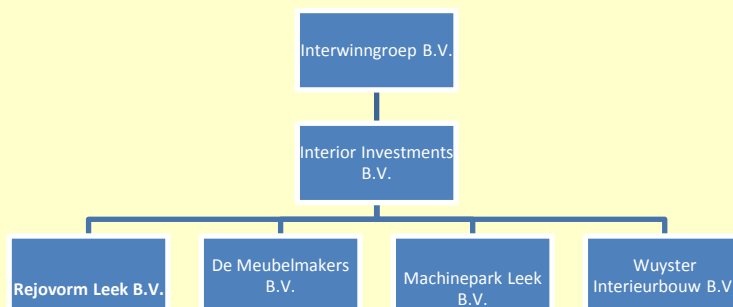 Interwinngroep B.V.
Interior Investments
B.V.
Rejovorm Leek B.V.
De Meubelmakers
B.V.
Machinepark Leek
B.V.
Wuyster
Interieurbouw B.V